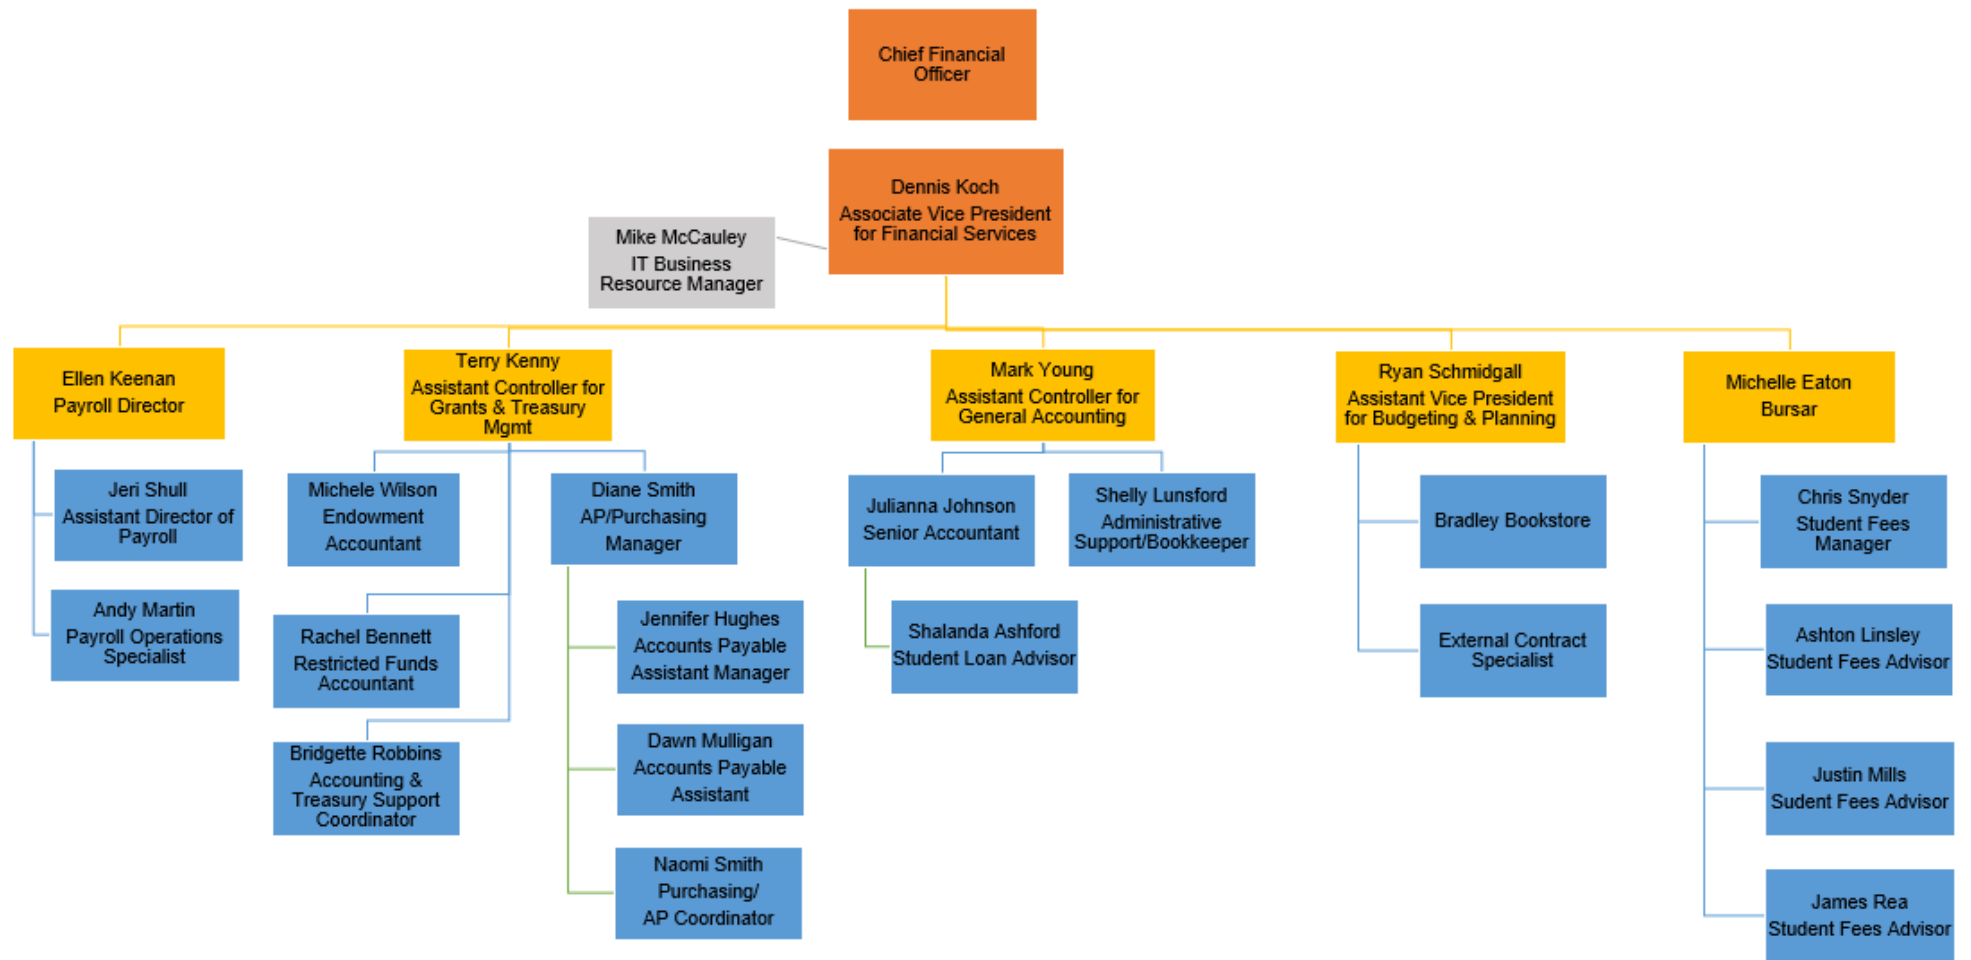 Chief Financial
Officer
Dennis Koch
Associate Vice President
for Financial Services
Mike McCauley
IT Business
Resource Manager
Ellen Keenan
Payroll Director
Terry Kenny
Assistant Controller for
Grants & Treasury
Mgmt
Mark Young
Assistant Controller for
General Accounting
Ryan Schmidgall
Assistant Vice President
for Budgeting & Planning
Michelle Eaton
Bursar
Jeri Shull
Assistant Director of
Payroll
Andy Martin
Payroll Operations
Specialist
Michele Wilson
Endowment
Accountant
Rachel Bennett
Restricted Funds
Accountant
Bridgette Robbins
Accounting &
Treasury Support
Coordinator
Diane Smith
AP/Purchasing
Manager
Jennifer Hughes
Accounts Payable
Assistant Manager
Dawn Mulligan
Accounts Payable
Assistant
Naomi Smith
Purchasing/
AP Coordinator
Julianna Johnson
Senior Accountant
Shalanda Ashford
Student Loan Advisor
Shelly Lunsford
Administrative
Support/Bookkeeper
Bradley Bookstore
External Contract
Specialist
Chris Snyder
Student Fees
Manager
Ashton Linsley
Student Fees Advisor
Justin Mills
Sudent Fees Advisor
James Rea
Student Fees Advisor